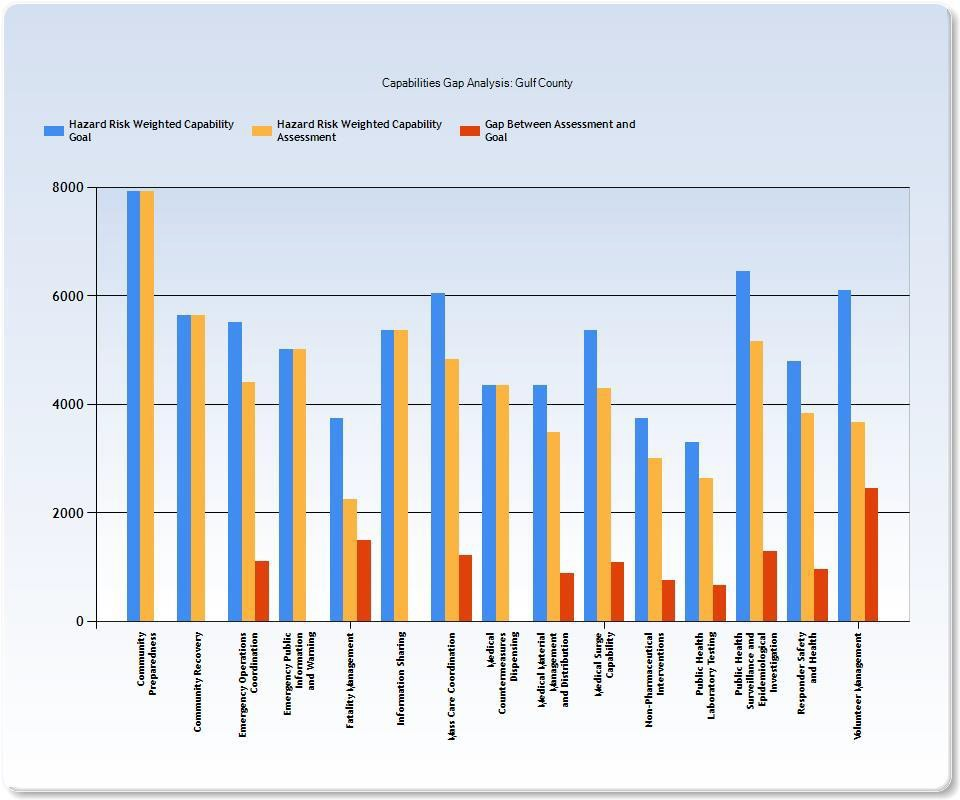 Capabilities Gap Analysis: Gulf County
Hazard Risk Weighted Capability
Goal
Hazard Risk Weighted Capability
Assessment
Gap Between Assessment and
Goal
8000
6000
4000
2000
0
Community
Preparedness
Community Recovery
Emergency Operations
Coordination
Emergency Public
Information
and Warning
Fatality Management
Information Sharing
Mass Care Coordination
Medical
Countermeasures
Dispensing
Medical Material
Management
and Distribution
Medical Surge
Capability
Non-Pharmaceutical
Interventions
Public Health
Laboratory Testing
Public Health
Surveillance and
Epidemiological
Investigation
Responder Safety
and Health
Volunteer Management